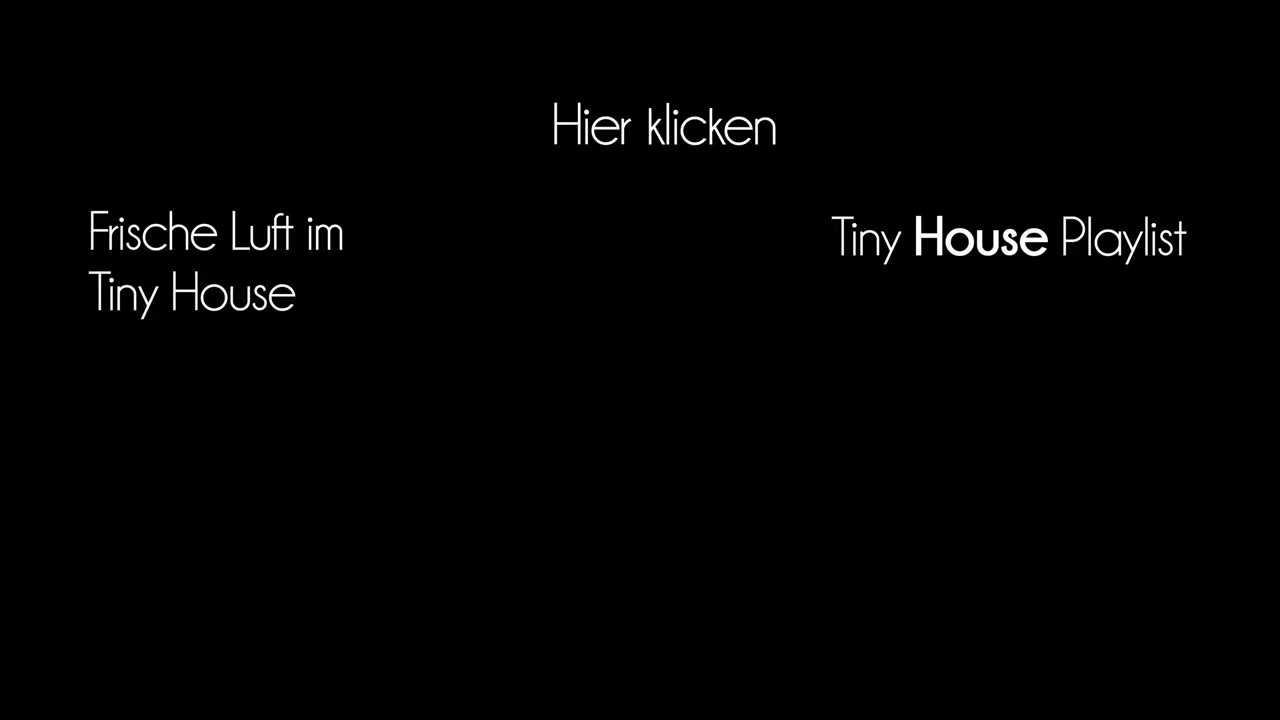 Hier klicken
Frische Luft im
Tiny House
Tiny House Playlist